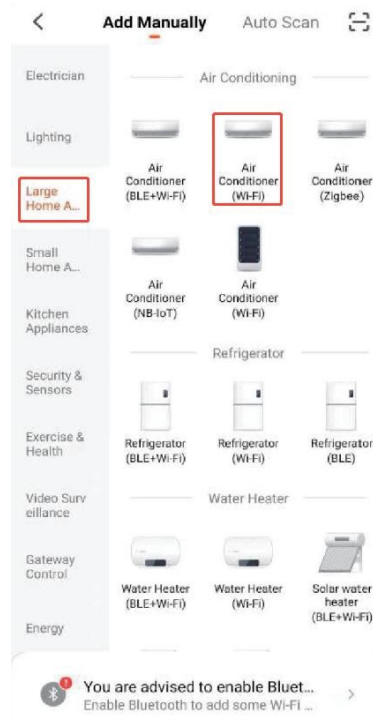 Add Manually
Auto Scan
Electrician
Lighting
Large
Home A...
Small
Home A...
Kitchen
Appliances
Security &
Sensors
Exercise &
Health
Video Surv
eillance
Gateway
Control
Energy
Air Conditioning
Air
Conditioner
(BLE+Wi-Fi)
Air
Conditioner
(Wi-Fi)
Air
Conditioner
(Zigbee)
Air
Conditioner
(NB-IoT)
Air
Conditioner
(Wi-Fi)
Refrigerator
Refrigerator
(BLE+Wi-Fi)
Refrigerator
(Wi-Fi)
Refrigerator
(BLE)
Water Heater
Water Heater
(BLE+Wi-Fi)
Water Heater
(Wi-Fi)
Solar water
heater
(BLE+Wi-Fi)
You are advised to enable Bluet...
Enable Bluetooth to add some Wi-Fi ...